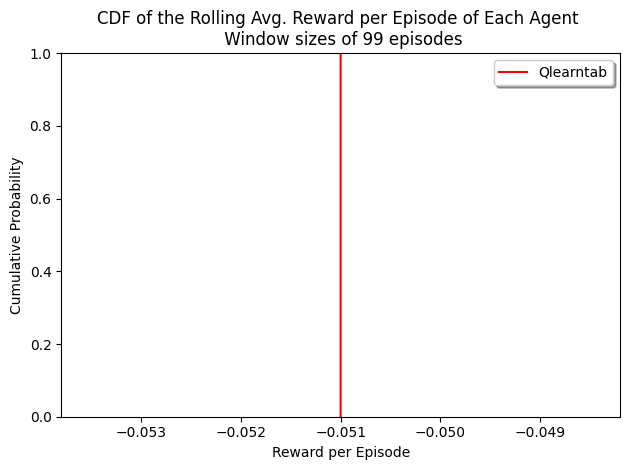 CDF of the Rolling Avg. Reward per Episode of Each Agent
Window sizes of 99 episodes
Qlearntab
1.0
0.8
0.6
0.4
0.2
0.0
Cumulative Probability
−0.053 −0.052 −0.051 −0.050 −0.049
Reward per Episode